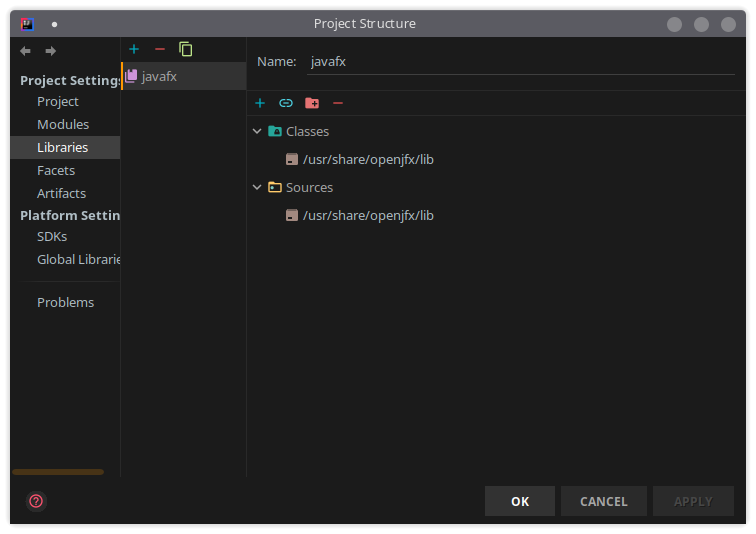 Project Structure
Project Settings
Project
Modules
Libraries
Facets
Artifacts
Platform Settin
SDKs
Global Librarie
Problems
javafx
Name: javafx
Classes
/usr/share/openjfx/lib
Sources
/usr/share/openjfx/lib
OK
CANCEL
APPLY